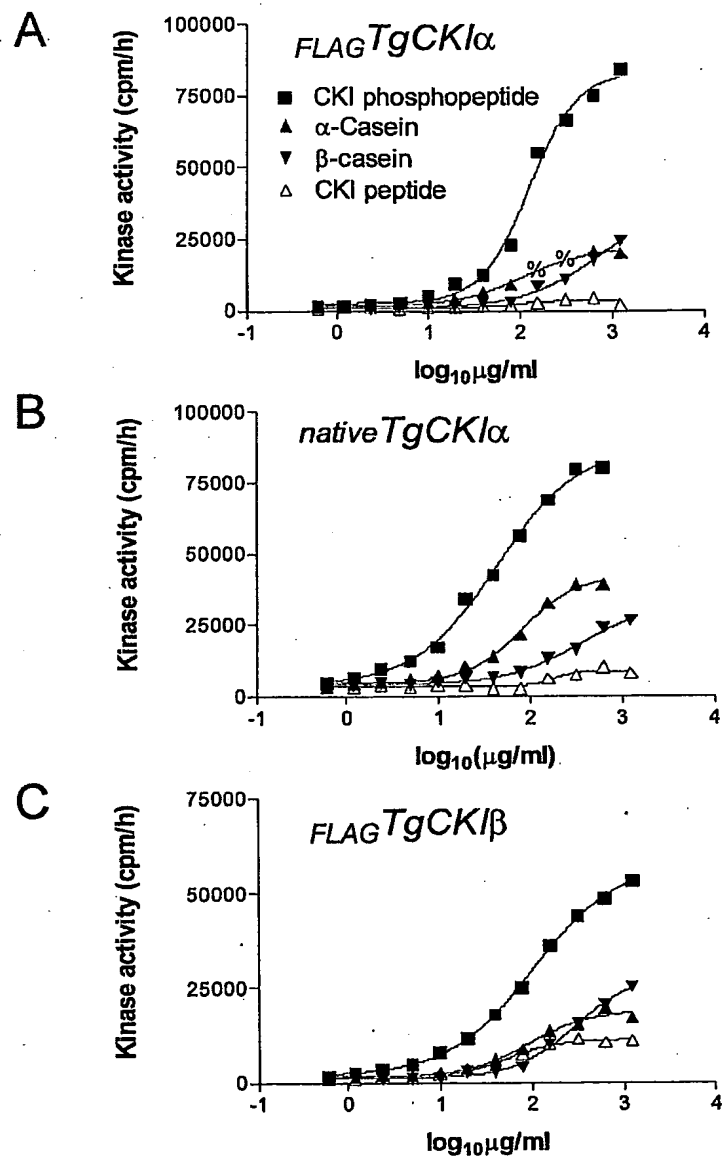 A
FLAGTgCKIα
■ CKI phosphopeptide
▲ α-Casein
▼ β-casein
△ CKI peptide
% %
Kinase activity (cpm/h)
100000
75000
50000
25000
0
-1 0 1 2 3 4
log10µg/ml
B
nativeTgCKIα
Kinase activity (cpm/h)
100000
75000
50000
25000
0
-1 0 1 2 3 4
log10(µg/ml)
C
FLAGTgCKIβ
Kinase activity (cpm/h)
75000
50000
25000
0
-1 0 1 2 3 4
log10µg/ml